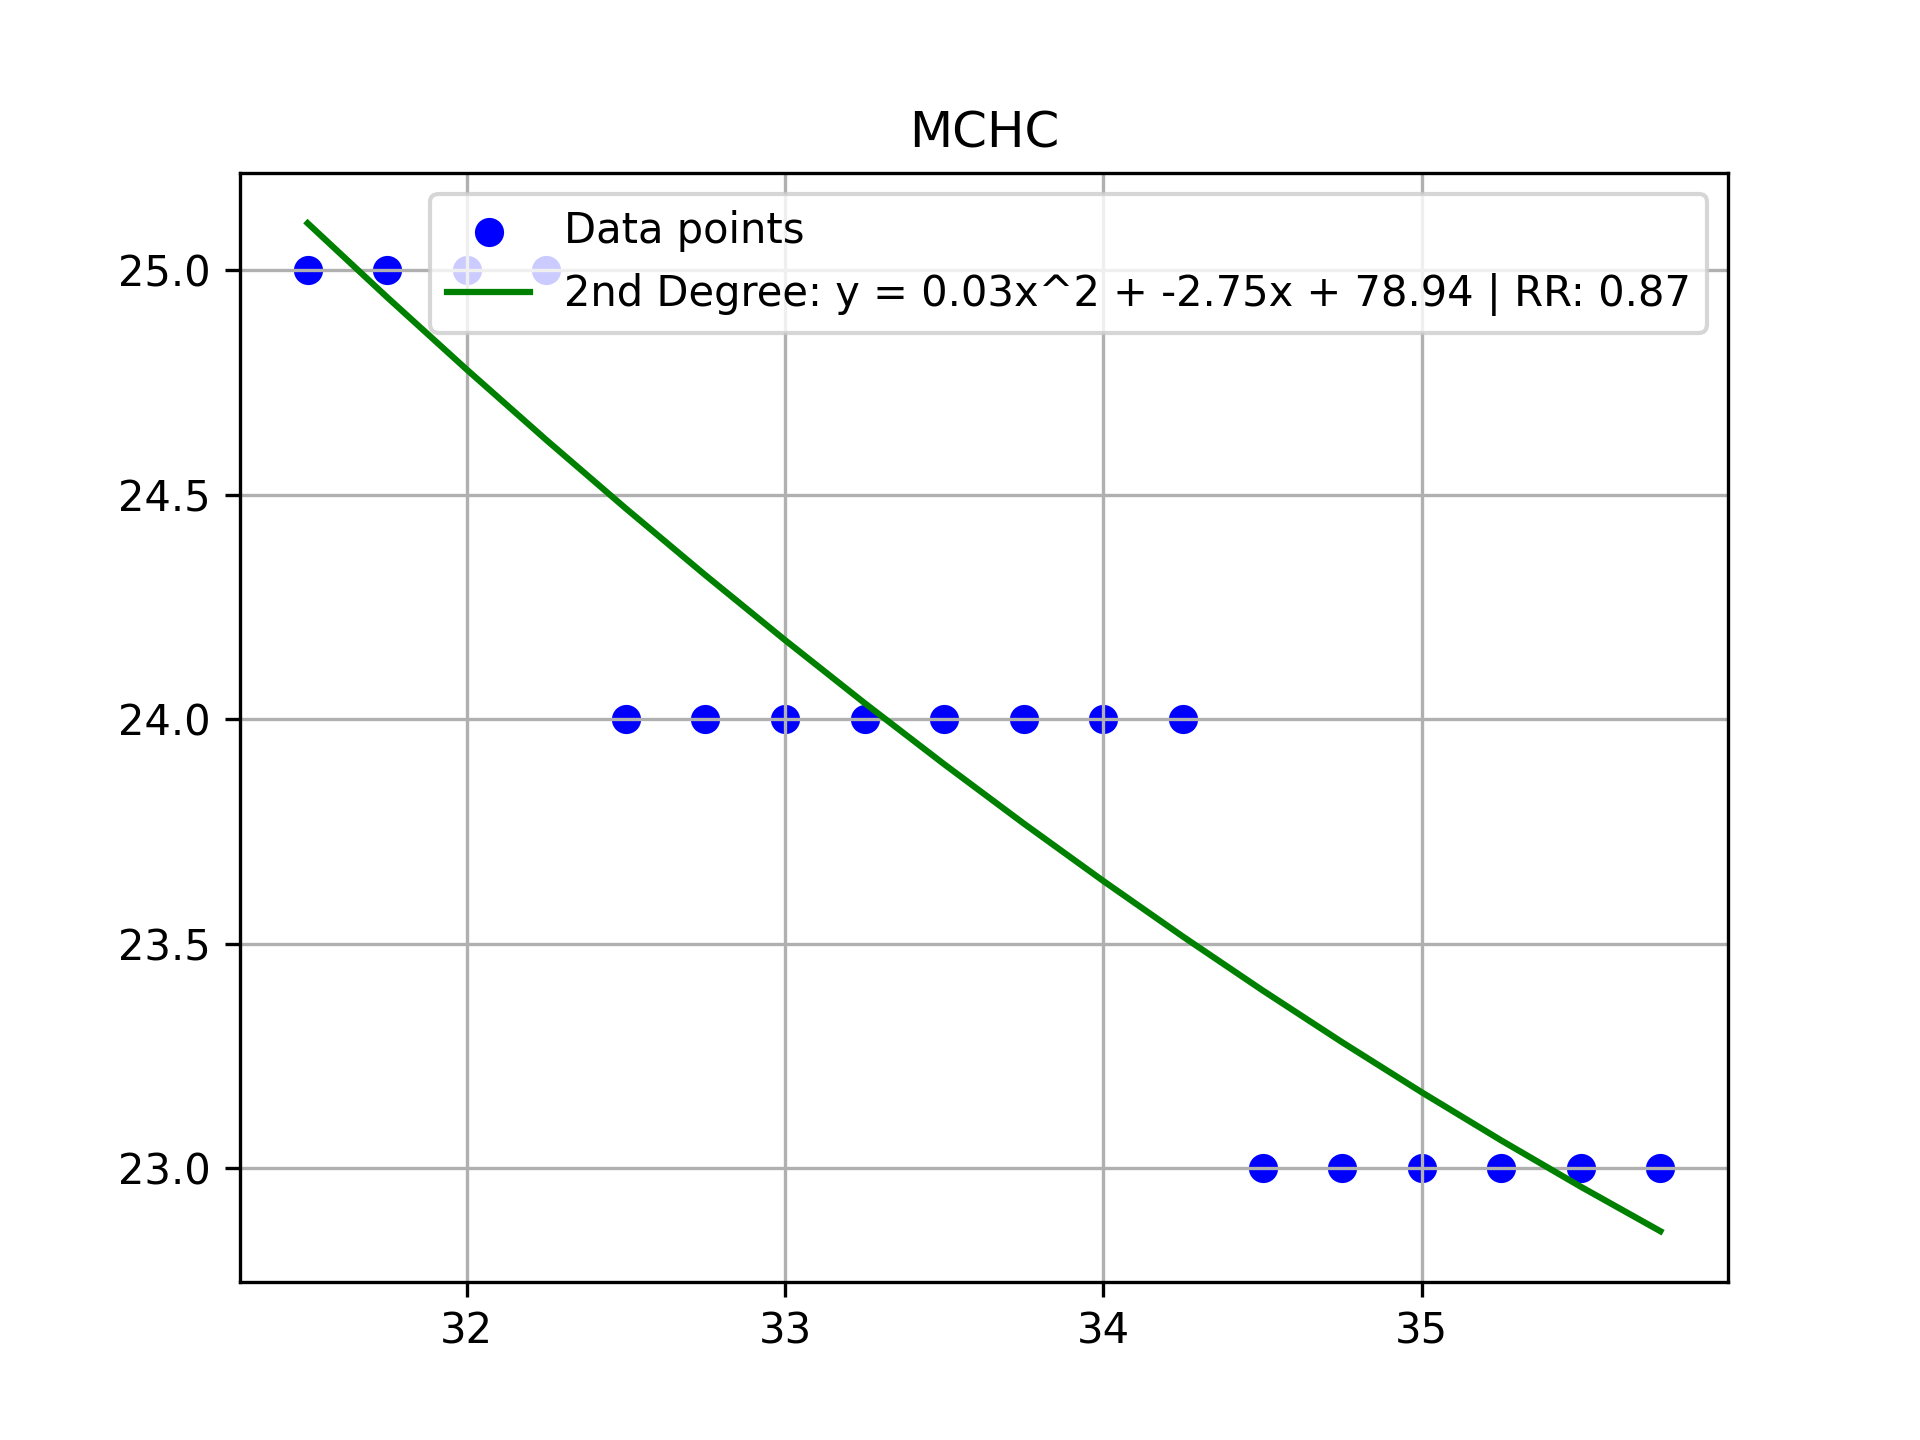 MCHC
Data points
2nd Degree: y = 0.03x^2 + -2.75x + 78.94 | RR: 0.87
25.0
24.5
24.0
23.5
23.0
32 33 34 35